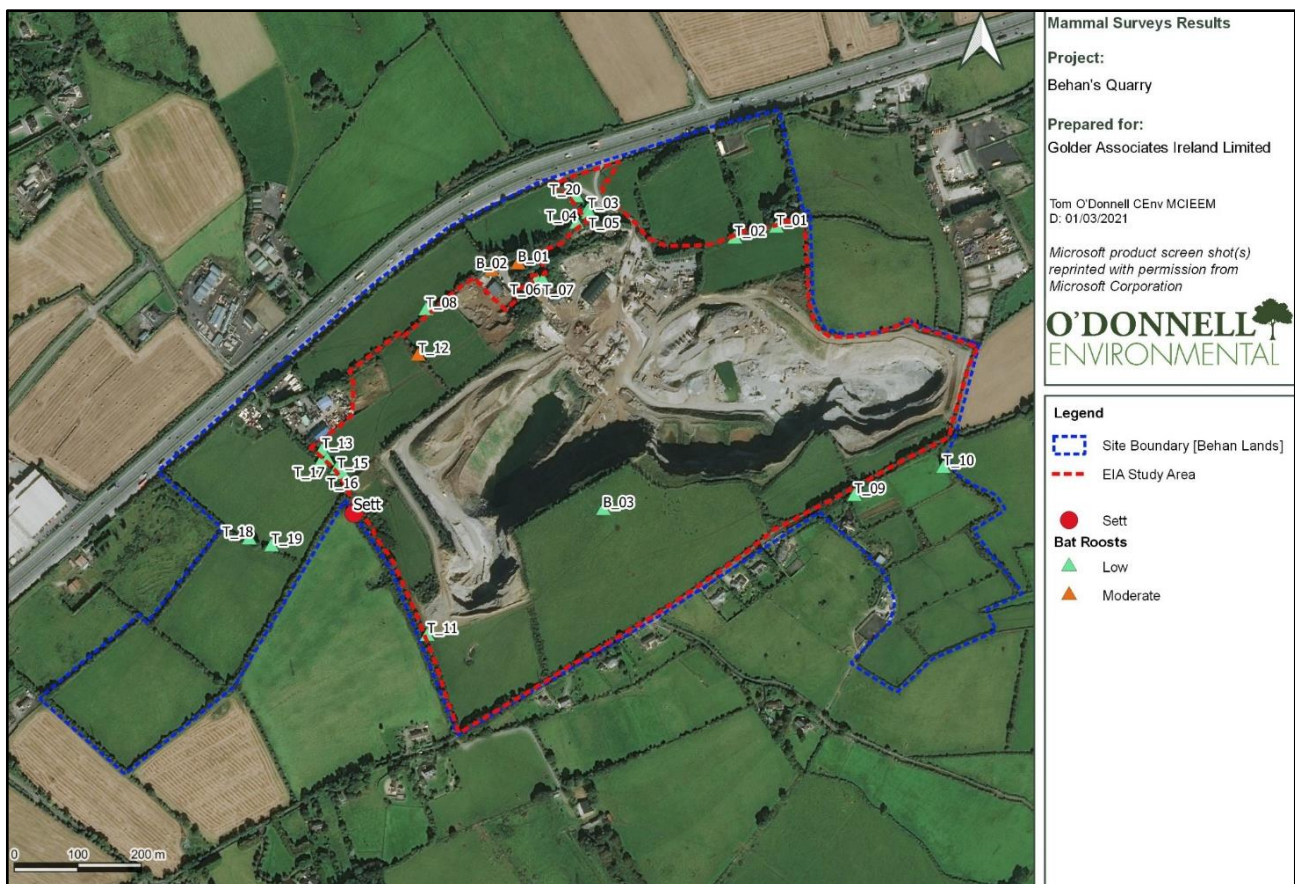 T_20
T_03
T_04
T_05
T_02
T_01
B_02
B_01
T_06
T_07
T_08
T_12
T_13
T_15
T_17
T_16
Sett
T_10
T_09
B_03
T_18
T_19
T_11
0 100 200 m
Mammal Surveys Results
Project:
Behan's Quarry
Prepared for:
Golder Associates Ireland Limited
Tom O'Donnell CEnv MCIEEM
D: 01/03/2021
Microsoft product screen shot(s)
reprinted with permission from
Microsoft Corporation
O'DONNELL
ENVIRONMENTAL
Legend
Site Boundary [Behan Lands]
EIA Study Area
Sett
Bat Roosts
Low
Moderate